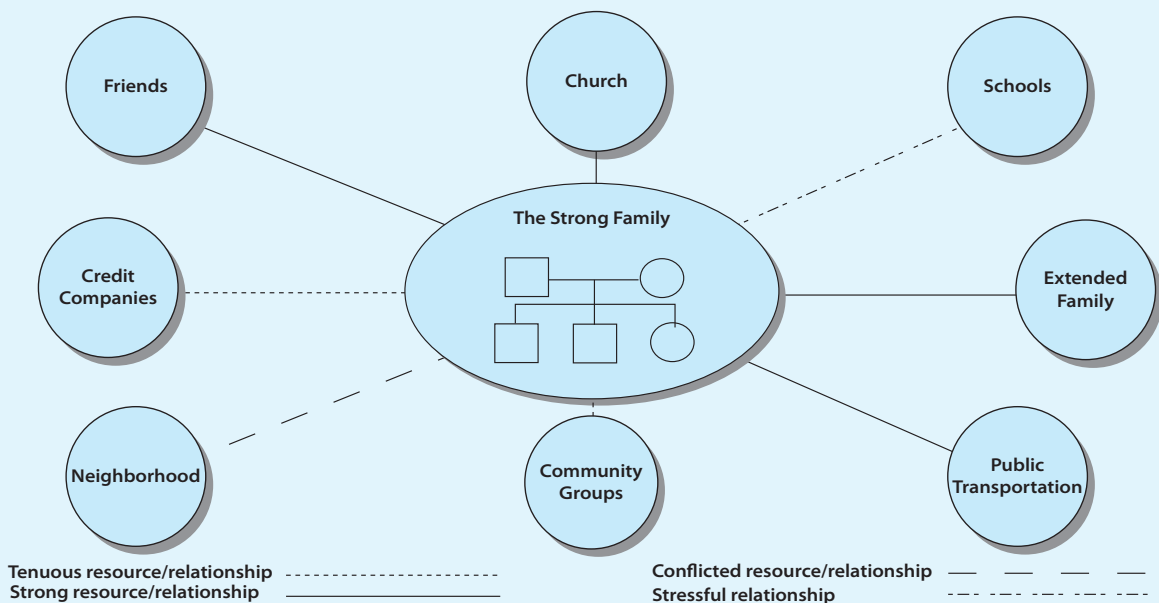 Friends
Church
Schools
The Strong Family
Credit
Companies
Extended
Family
Neighborhood
Community
Groups
Public
Transportation
Tenuous resource/relationship
Strong resource/relationship
Conflicted resource/relationship
Stressful relationship